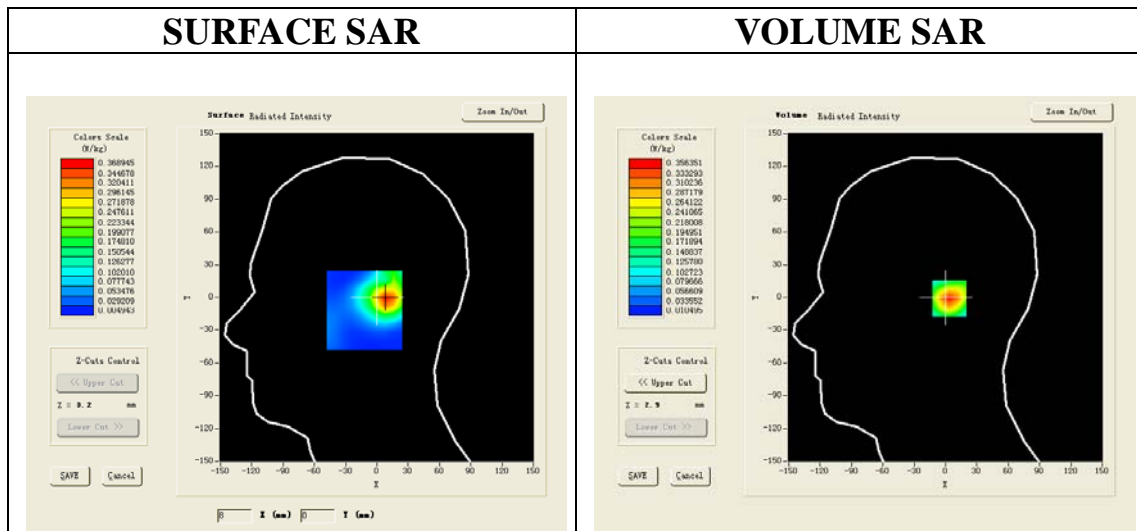 SURFACE SAR
Surface Radiated Intensity
Zoom In/Out
Colors Scale
(W/kg)
0.368945
0.344678
0.320411
0.296145
0.271878
0.247611
0.223344
0.199077
0.174810
0.150544
0.126277
0.102010
0.077743
0.053476
0.029209
0.004943
Z-Cuts Control
<< Upper Cut
Z = mm
Lower Cut >>
SAVE Cancel
150
120
90
60
30
0
-30
-60
-90
-120
-150
Y
-150 -120 -90 -60 -30 0 30 60 90 120 150
X
8 X (mm) 0 Y (mm)
VOLUME SAR
Volume Radiated Intensity
Zoom In/Out
Colors Scale
(W/kg)
0.356351
0.333293
0.310236
0.287179
0.264122
0.241065
0.218008
0.194951
0.171894
0.148837
0.125780
0.102723
0.079666
0.056609
0.033552
0.010495
Z-Cuts Control
<< Upper Cut
Z = 2.9 mm
Lower Cut >>
SAVE Cancel
150
120
90
60
30
0
-30
-60
-90
-120
-150
Y
-150 -120 -90 -60 -30 0 30 60 90 120 150
X